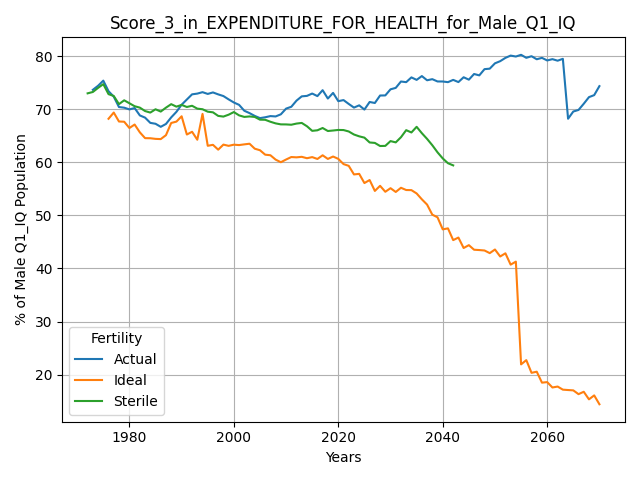 Score_3_in_EXPENDITURE_FOR_HEALTH_for_Male_Q1_IQ
% of Male Q1_IQ Population
80
70
60
50
40
30
20
Fertility
Actual
Ideal
Sterile
1980
2000
2020
2040
2060
Years